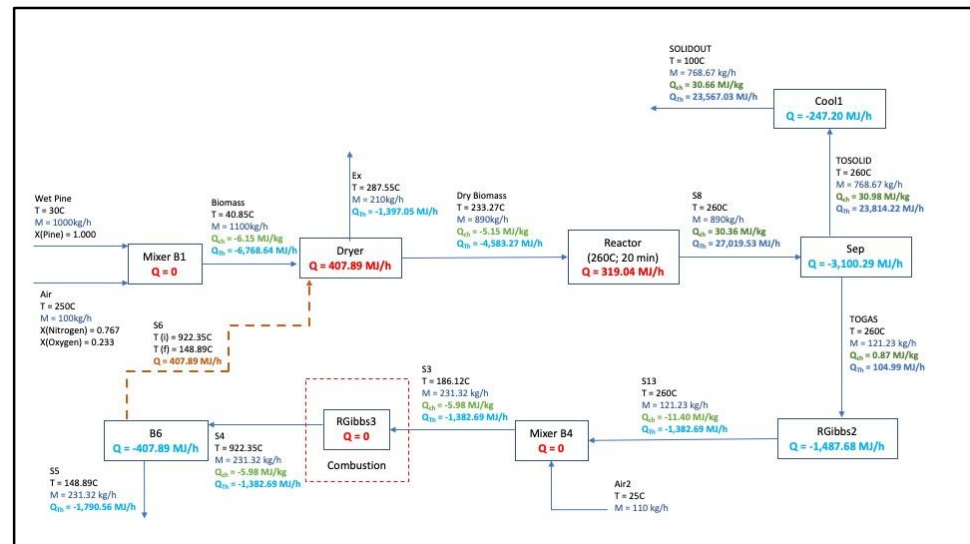 SOLIDOUT
T = 100C
M = 768.67 kg/h
Qch = 30.66 MJ/kg
QTh = 23,567.03 MJ/h
Cool1
Q = -247.20 MJ/h
TOSOLID
T = 260C
M = 768.67 kg/h
Qch = 30.98 MJ/kg
QTh = 23,814.22 MJ/h
Ex
T = 287.55C
M = 210kg/h
QTh = -1,397.05 MJ/h
Wet Pine
T = 30C
M = 1000kg/h
X(Pine) = 1.000
Biomass
T = 40.85C
M = 1100kg/h
Qch = -6.15 MJ/kg
QTh = -6,768.64 MJ/h
Dry Biomass
T = 233.27C
M = 890kg/h
Qch = -5.15 MJ/kg
QTh = -4,583.27 MJ/h
S8
T = 260C
M = 890kg/h
Qch = 30.36 MJ/kg
QTh = 27,019.53 MJ/h
Mixer B1
Q = 0
Dryer
Q = 407.89 MJ/h
Reactor
(260C; 20 min)
Q = 319.04 MJ/h
Sep
Q = -3,100.29 MJ/h
Air
T = 250C
M = 100kg/h
X(Nitrogen) = 0.767
X(Oxygen) = 0.233
S6
T (i) = 922.35C
T (f) = 148.89C
Q = 407.89 MJ/h
TOGAS
T = 260C
M = 121.23 kg/h
Qch = 0.87 MJ/kg
QTh = 104.99 MJ/h
S3
T = 186.12C
M = 231.32 kg/h
Qch = -5.98 MJ/kg
QTh = -1,382.69 MJ/h
S13
T = 260C
M = 121.23 kg/h
Qch = -11.40 MJ/kg
QTh = -1,382.69 MJ/h
B6
Q = -407.89 MJ/h
RGibbs3
Q = 0
Combustion
Mixer B4
Q = 0
RGibbs2
Q = -1,487.68 MJ/h
S4
T = 922.35C
M = 231.32 kg/h
Qch = -5.98 MJ/kg
QTh = -1,382.69 MJ/h
S5
T = 148.89C
M = 231.32 kg/h
QTh = -1,790.56 MJ/h
Air2
T = 25C
M = 110 kg/h